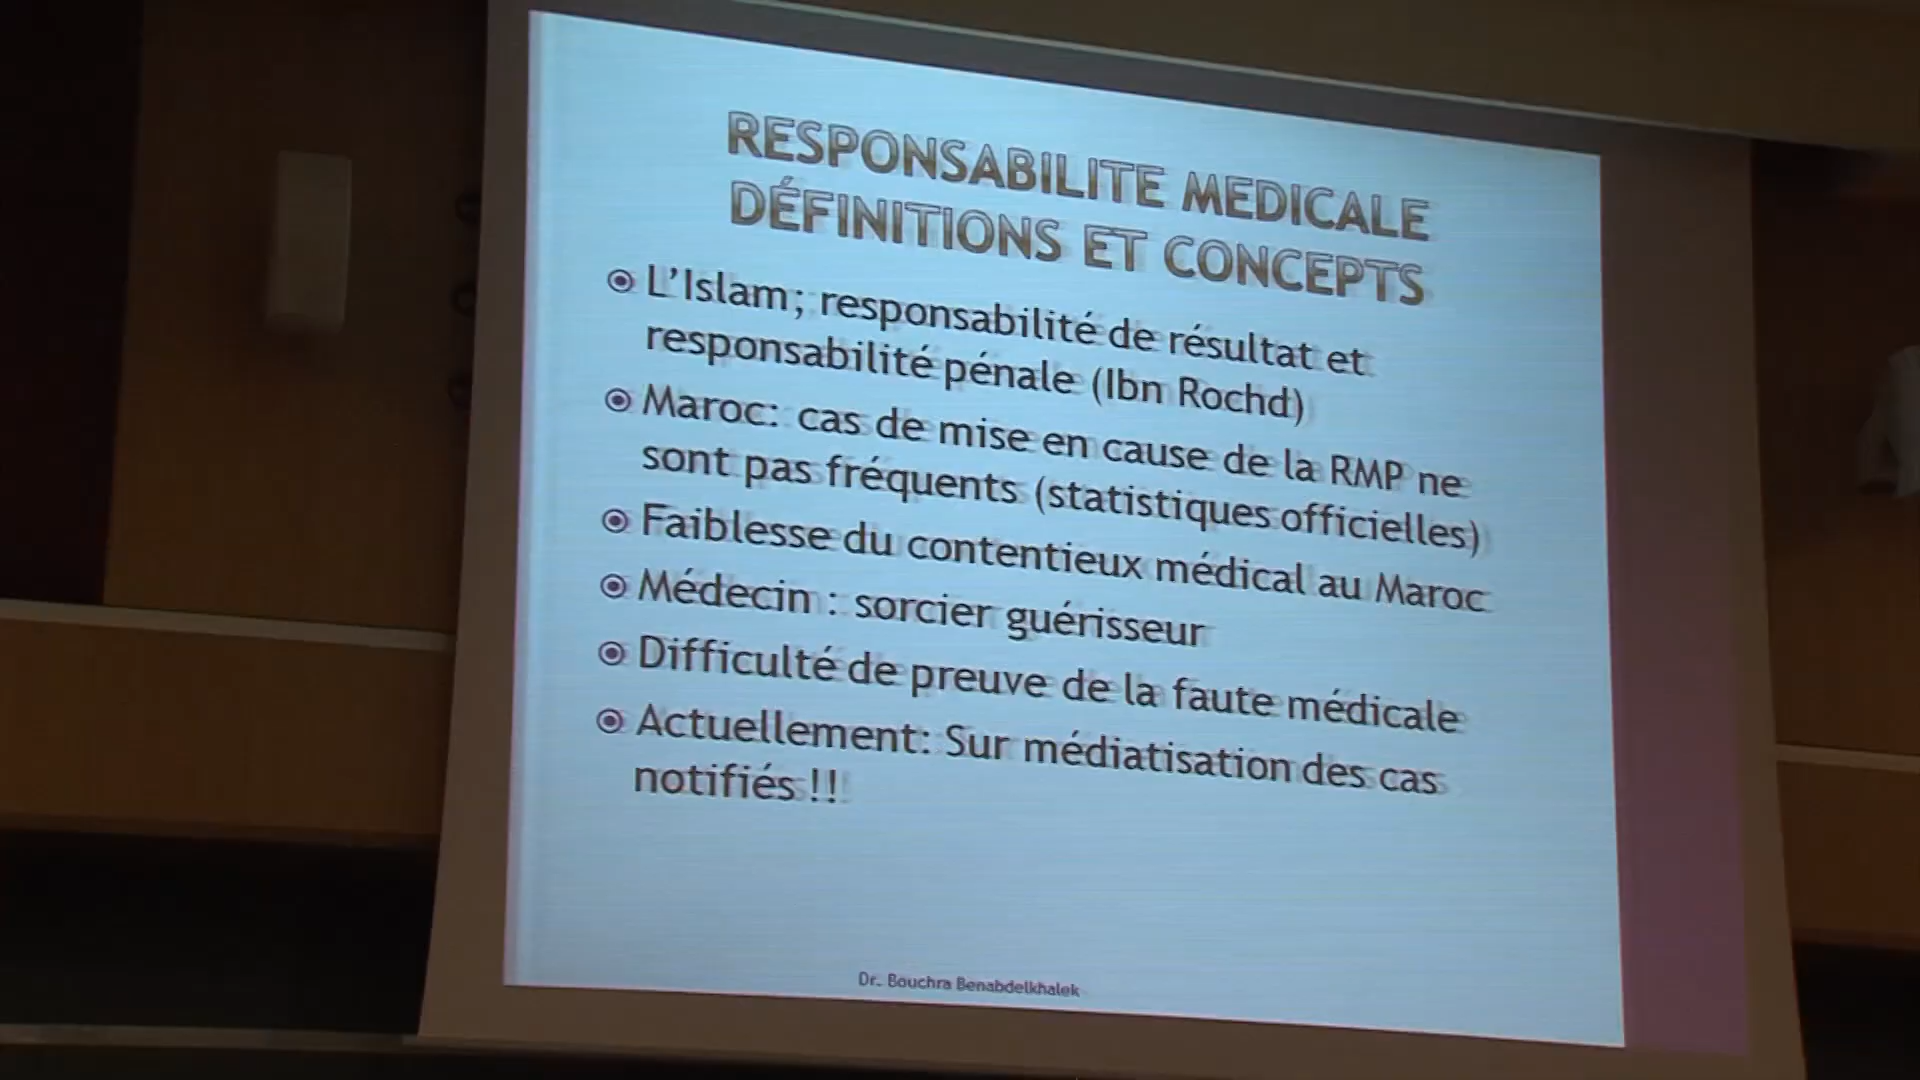 RESPONSABILITE MEDICALE
DÉFINITIONS ET CONCEPTS
L'Islam; responsabilité de résultat et
responsabilité pénale (Ibn Rochd)
Maroc: cas de mise en cause de la RMP ne
sont pas fréquents (statistiques officielles)
Faiblesse du contentieux médical au Maroc
Médecin : sorcier guérisseur
Difficulté de preuve de la faute médicale
Actuellement: Sur médiatisation des cas
notifiés !!
Dr. Bouchra Benabdelkhalek